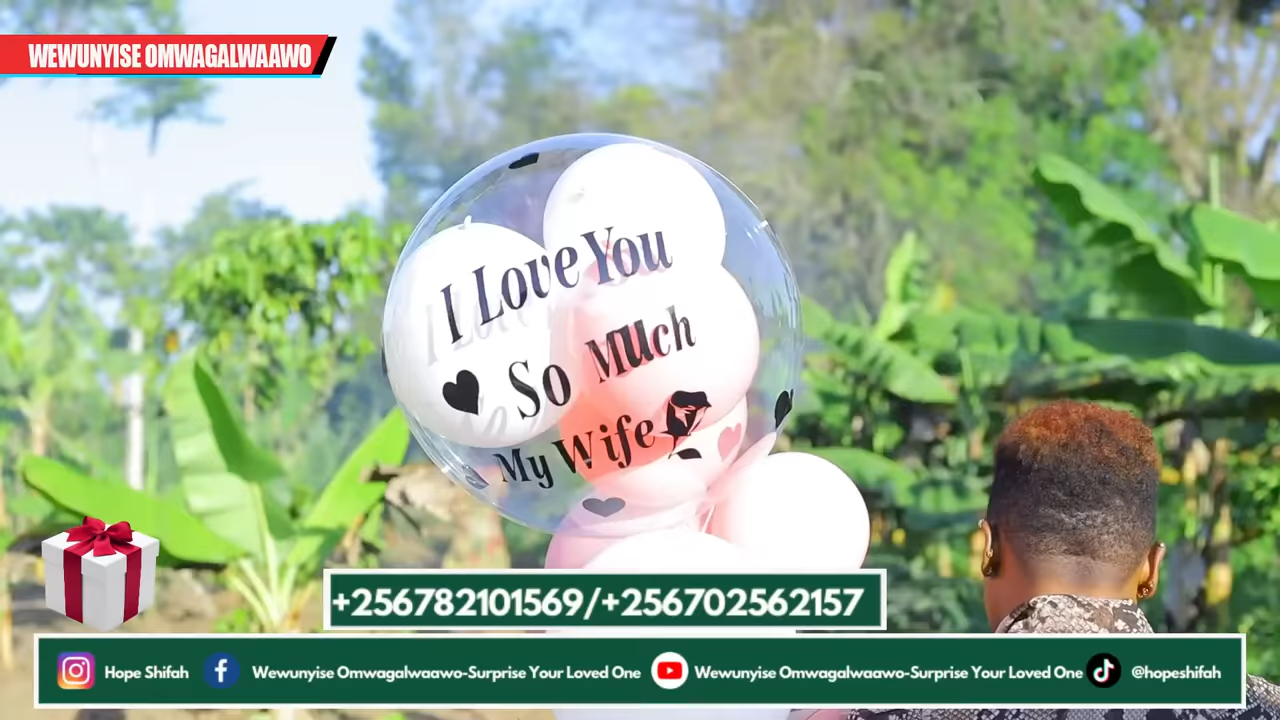 WEWUNYISE OMWAGALWAAWO
I Love You
So Much
My Wife
+256782101569/+256702562157
Hope Shifah Wewunyise Omwagalwaawo-Surprise Your Loved One Wewunyise Omwagalwaawo-Surprise Your Loved One @hopeshifah